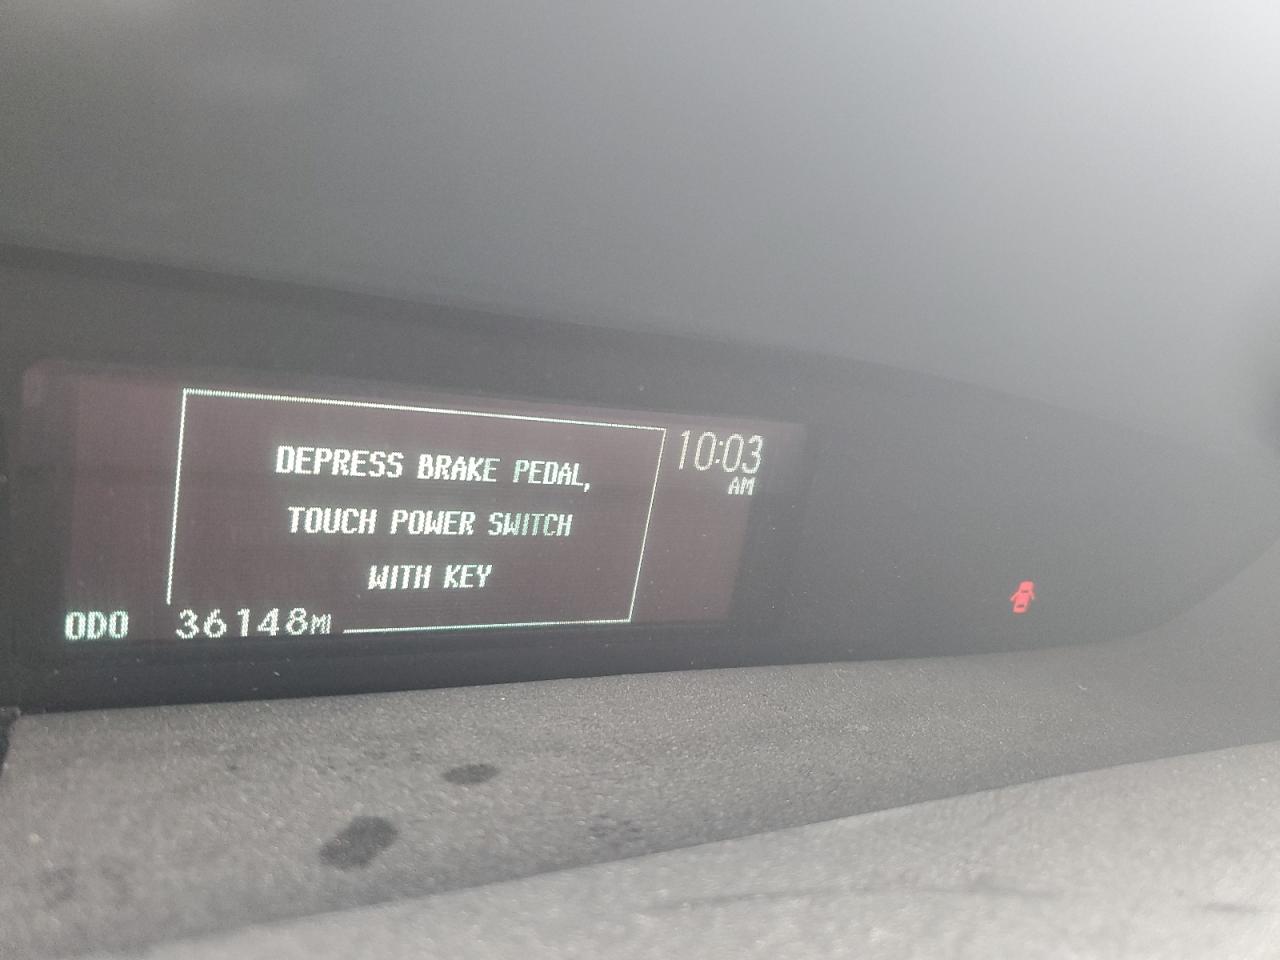 DEPRESS BRAKE PEDAL,
TOUCH POWER SWITCH
WITH KEY
10:03
AM
ODO 36148MI